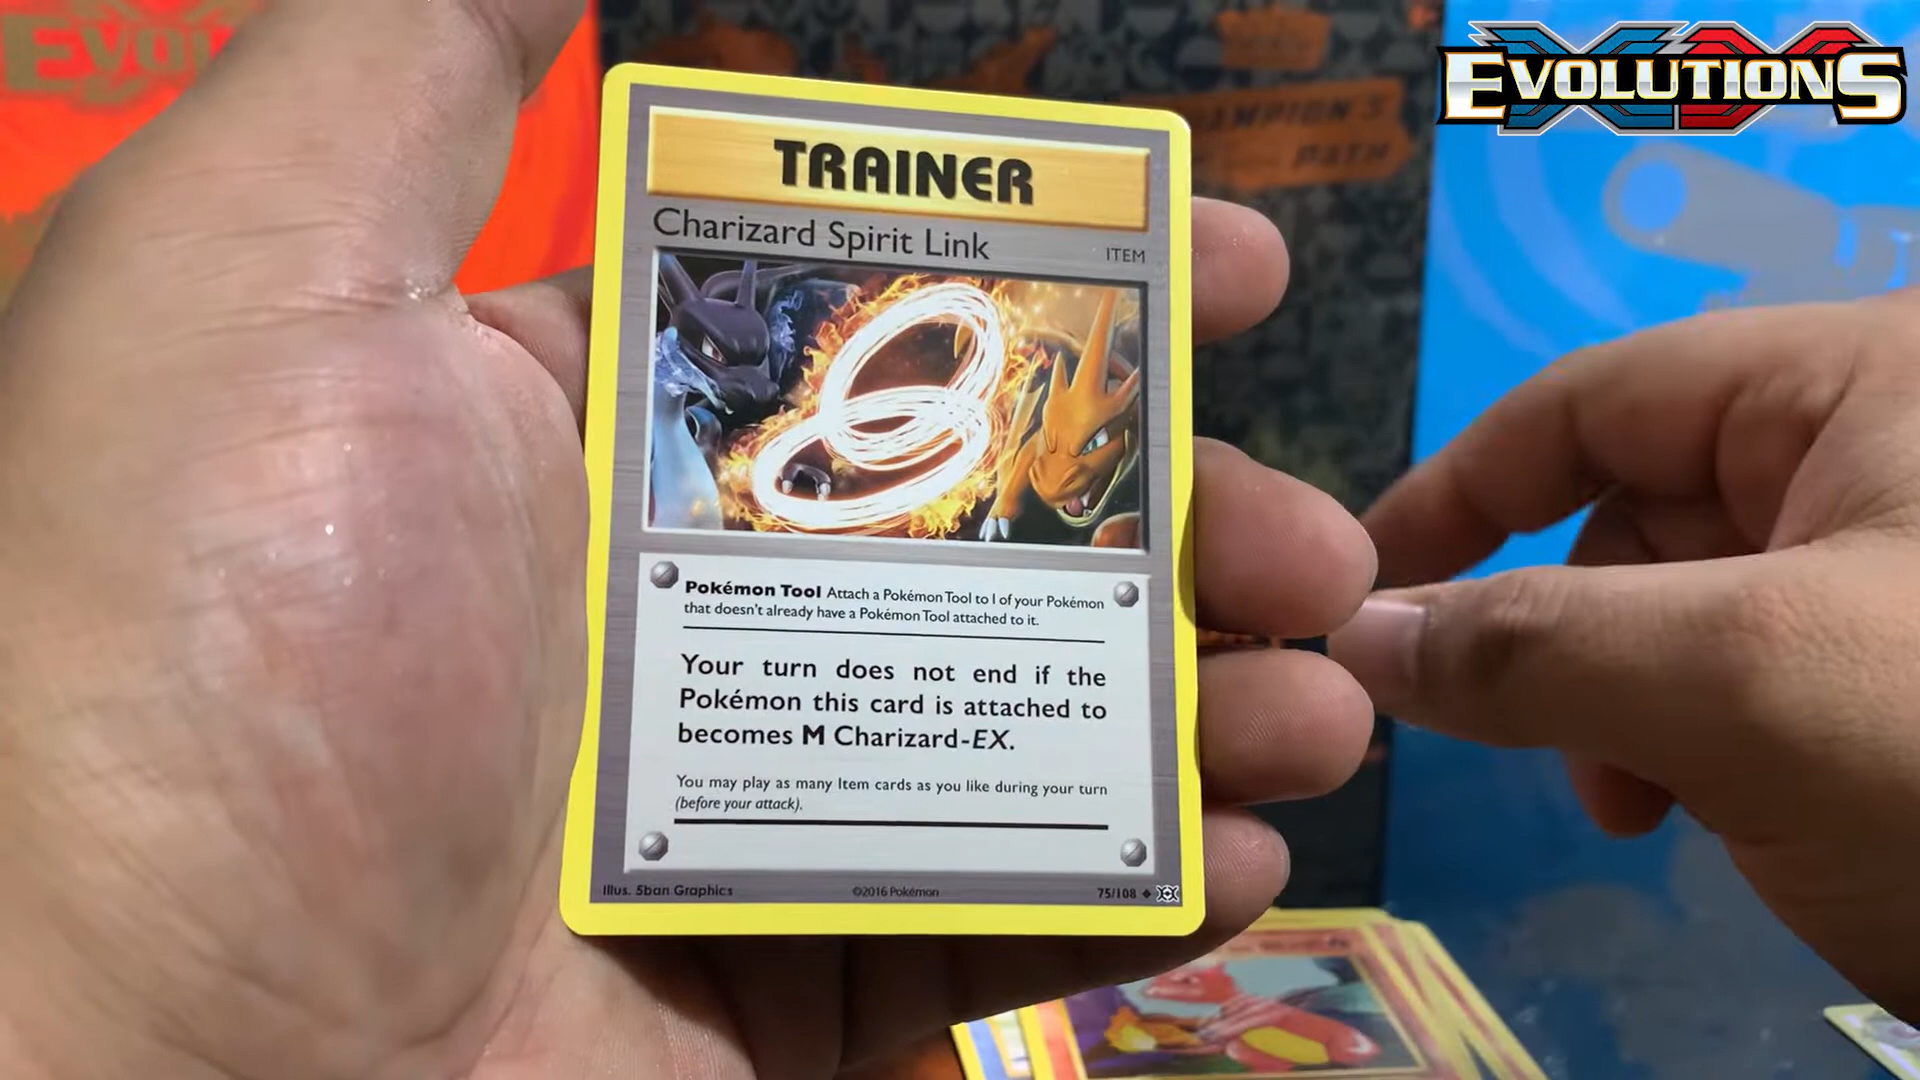 EVOLUTIONS
EVOL
CHAMPION'S
PATH
TRAINER
Charizard Spirit Link
ITEM
Pokémon Tool Attach a Pokémon Tool to 1 of your Pokémon
that doesn't already have a Pokémon Tool attached to it.
Your turn does not end if the
Pokémon this card is attached to
becomes M Charizard-EX.
You may play as many Item cards as you like during your turn
(before your attack).
Illus. 5ban Graphics
©2016 Pokémon
75/108